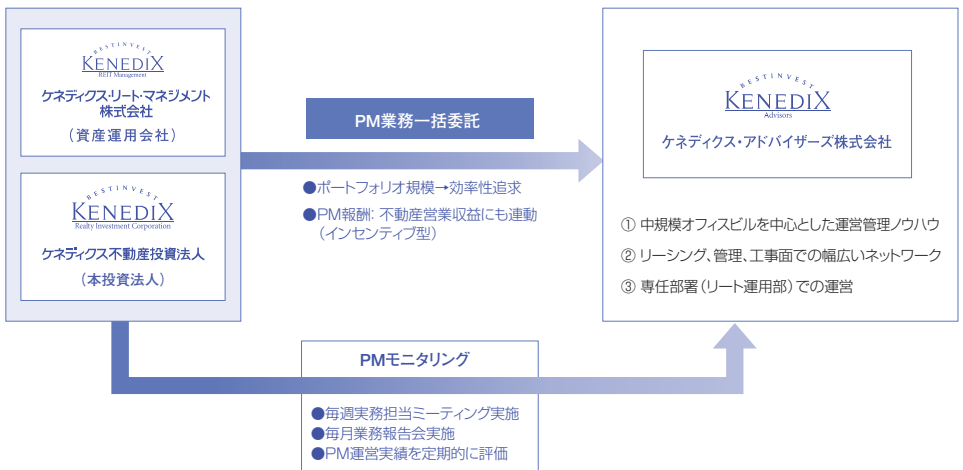 BESTINVEST
KENEDIX
REIT Management
ケネディクス・リート・マネジメント
株式会社
（資産運用会社）
BESTINVEST
KENEDIX
Realty Investment Corporation
ケネディクス不動産投資法人
（本投資法人）
PM業務一括委託
●ポートフォリオ規模→効率性追求
●PM報酬: 不動産営業収益にも連動
（インセンティブ型）
BESTINVEST
KENEDIX
Advisors
ケネディクス・アドバイザーズ株式会社
① 中規模オフィスビルを中心とした運営管理ノウハウ
② リーシング、管理、工事面での幅広いネットワーク
③ 専任部署（リート運用部）での運営
PMモニタリング
●毎週実務担当ミーティング実施
●毎月業務報告会実施
●PM運営実績を定期的に評価